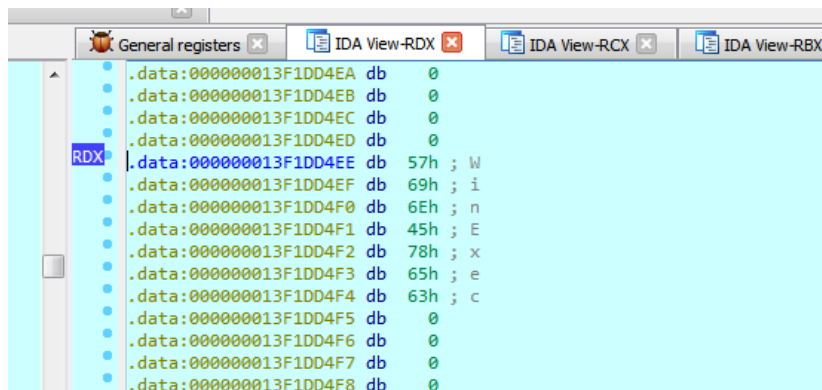 General registers IDA View-RDX IDA View-RCX IDA View-RBX
.data:000000013F1DD4EA db 0
.data:000000013F1DD4EB db 0
.data:000000013F1DD4EC db 0
.data:000000013F1DD4ED db 0
RDX .data:000000013F1DD4EE db 57h ; W
.data:000000013F1DD4EF db 69h ; i
.data:000000013F1DD4F0 db 6Eh ; n
.data:000000013F1DD4F1 db 45h ; E
.data:000000013F1DD4F2 db 78h ; x
.data:000000013F1DD4F3 db 65h ; e
.data:000000013F1DD4F4 db 63h ; c
.data:000000013F1DD4F5 db 0
.data:000000013F1DD4F6 db 0
.data:000000013F1DD4F7 db 0
.data:000000013F1DD4F8 db 0